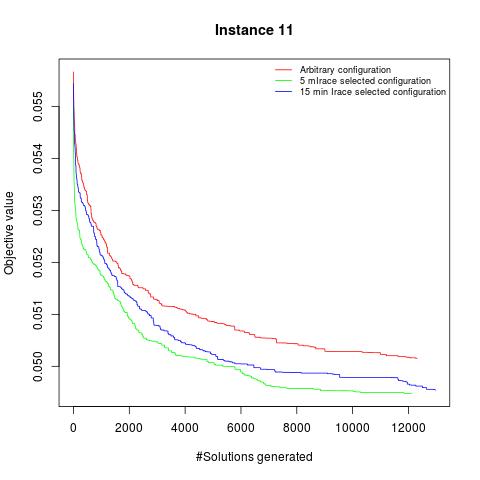 Instance 11
Arbitrary configuration
5 mIrace selected configuration
15 min Irace selected configuration
Objective value
0.055
0.054
0.053
0.052
0.051
0.050
0 2000 4000 6000 8000 10000 12000
#Solutions generated